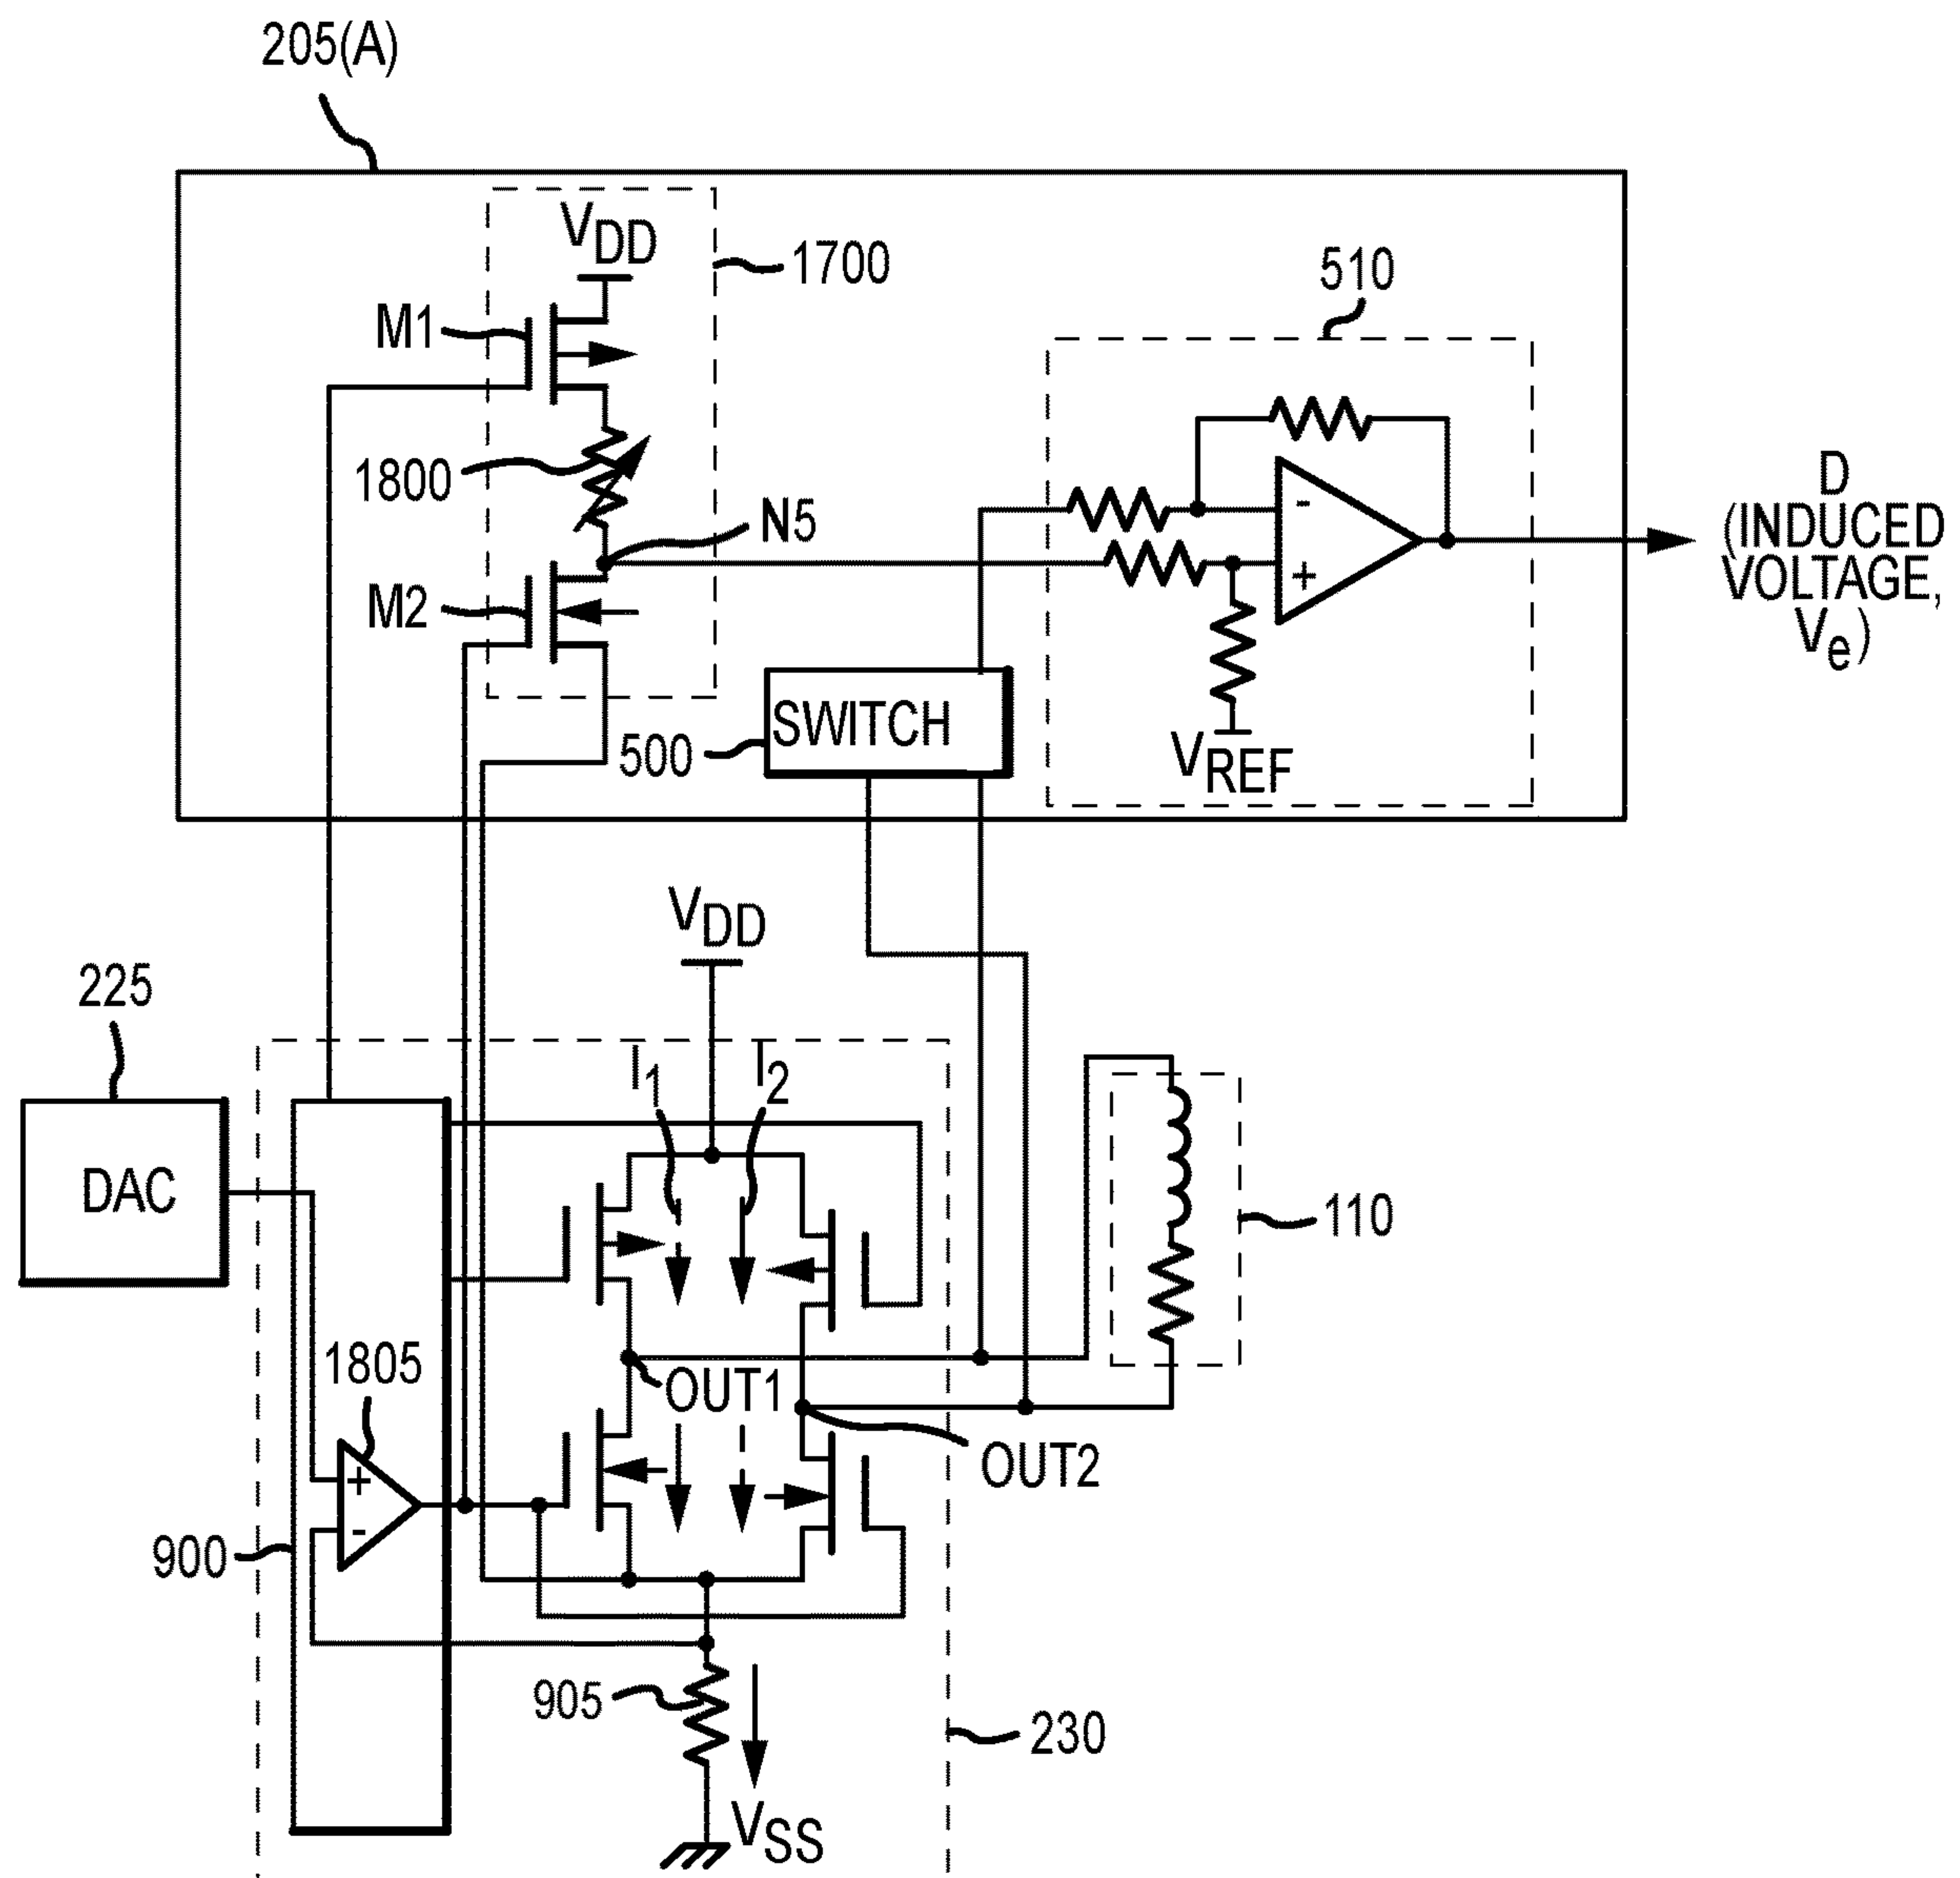 205(A)
VDD
1700
M1
510
1800
N5
D
(INDUCED
VOLTAGE,
Ve)
-
+
M2
SWITCH
500
VREF
VDD
225
I1
I2
DAC
110
1805
OUT1
OUT2
+
-
900
905
230
VSS